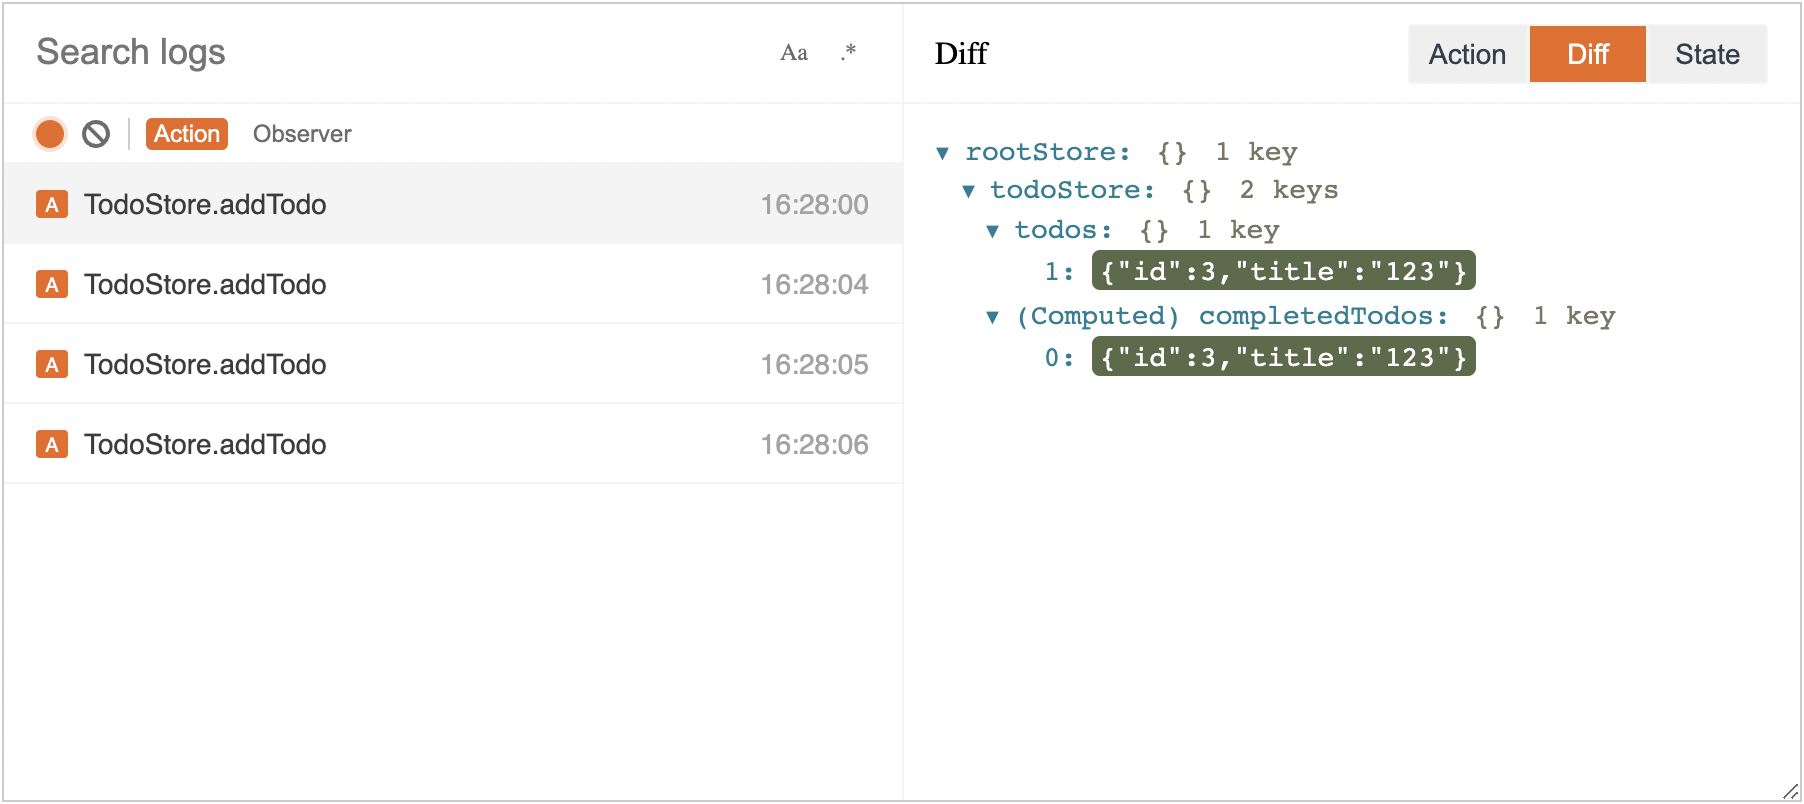 Search logs
Aa .*
Action Observer
A TodoStore.addTodo 16:28:00
A TodoStore.addTodo 16:28:04
A TodoStore.addTodo 16:28:05
A TodoStore.addTodo 16:28:06
Diff
Action Diff State
▼ rootStore: {} 1 key
▼ todoStore: {} 2 keys
▼ todos: {} 1 key
1: {"id":3,"title":"123"}
▼ (Computed) completedTodos: {} 1 key
0: {"id":3,"title":"123"}